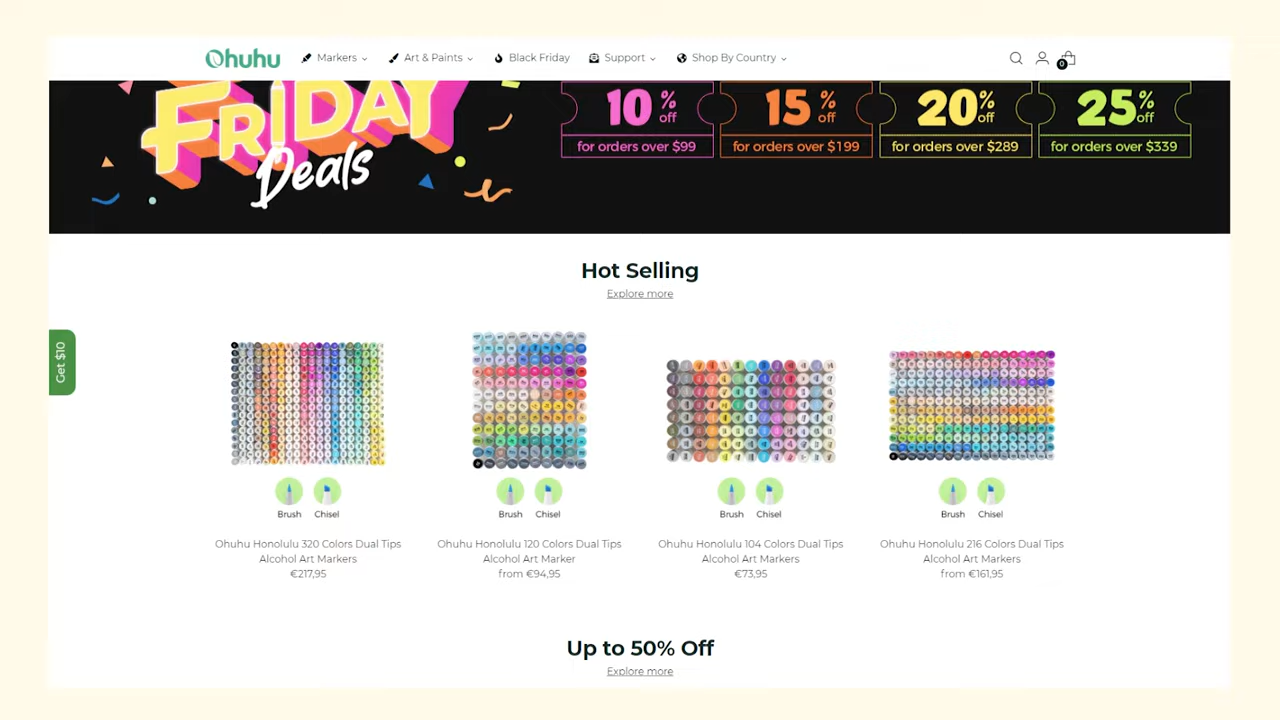 Ohuhu
Markers
Art & Paints
Black Friday
Support
Shop By Country
0
FRIDAY
Deals
10% off
for orders over $99
15% off
for orders over $199
20% off
for orders over $289
25% off
for orders over $339
Get $10
Hot Selling
Explore more
Brush Chisel
Ohuhu Honolulu 320 Colors Dual Tips
Alcohol Art Markers
€217,95
Brush Chisel
Ohuhu Honolulu 120 Colors Dual Tips
Alcohol Art Marker
from €94,95
Brush Chisel
Ohuhu Honolulu 104 Colors Dual Tips
Alcohol Art Markers
€73,95
Brush Chisel
Ohuhu Honolulu 216 Colors Dual Tips
Alcohol Art Markers
from €161,95
Up to 50% Off
Explore more